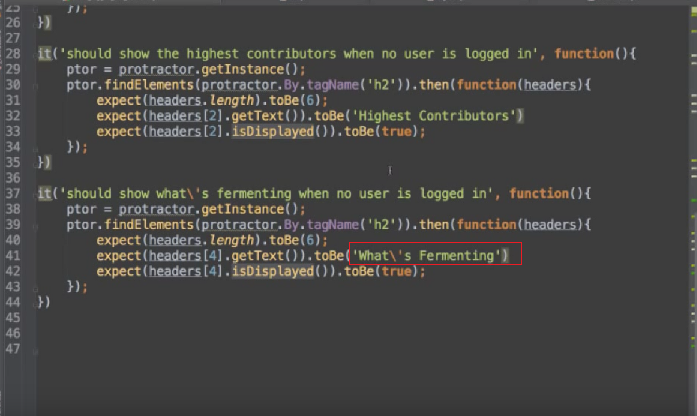 25 });
26 })
27
28 it('should show the highest contributors when no user is logged in', function(){
29 ptor = protractor.getInstance();
30 ptor.findElements(protractor.By.tagName('h2')).then(function(headers){
31 expect(headers.length).toBe(6);
32 expect(headers[2].getText()).toBe('Highest Contributors')
33 expect(headers[2].isDisplayed()).toBe(true);
34 });
35 })
36
37 it('should show what\'s fermenting when no user is logged in', function(){
38 ptor = protractor.getInstance();
39 ptor.findElements(protractor.By.tagName('h2')).then(function(headers){
40 expect(headers.length).toBe(6);
41 expect(headers[4].getText()).toBe('What\'s Fermenting')
42 expect(headers[4].isDisplayed()).toBe(true);
43 });
44 })
45
46
47